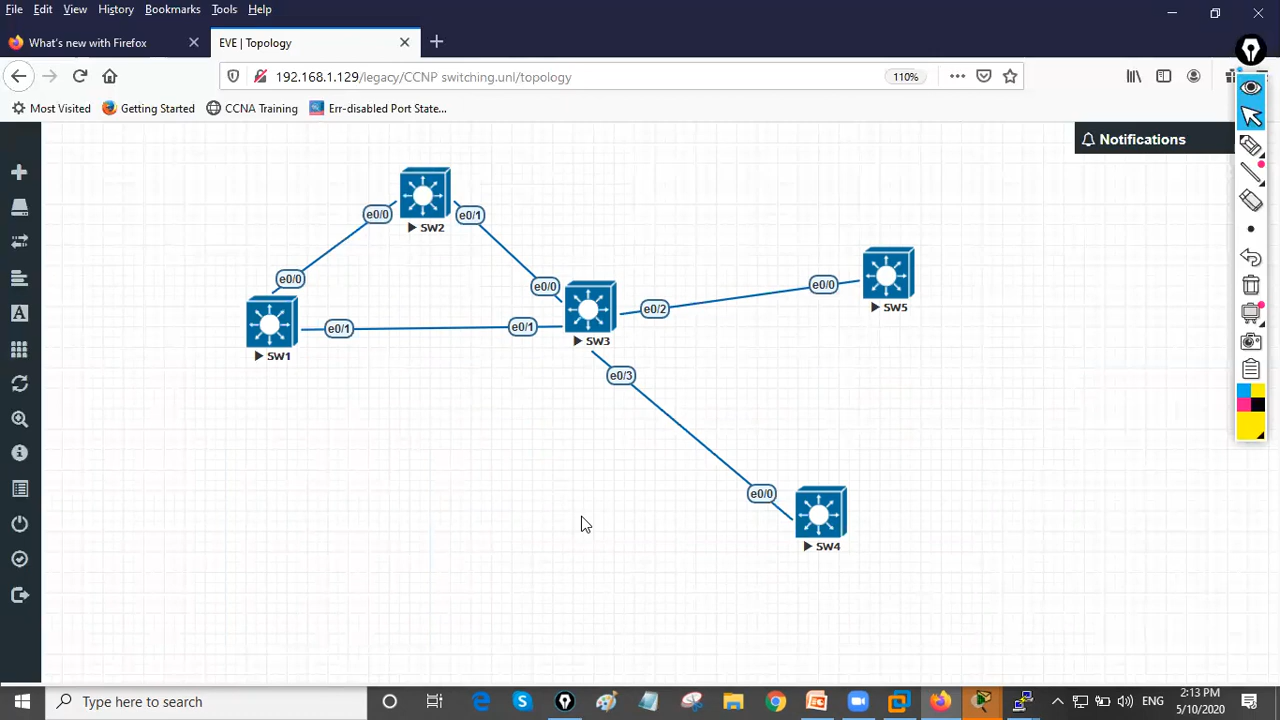 File Edit View History Bookmarks Tools Help
What's new with Firefox
EVE | Topology
192.168.1.129/legacy/CCNP switching.unl/topology
110%
Most Visited
Getting Started
CCNA Training
Err-disabled Port State...
Notifications
SW2
e0/0
e0/1
e0/0
e0/0
SW1
e0/1
e0/1
SW3
e0/2
e0/0
SW5
e0/3
e0/0
SW4
Type here to search
ENG
2:13 PM
5/10/2020